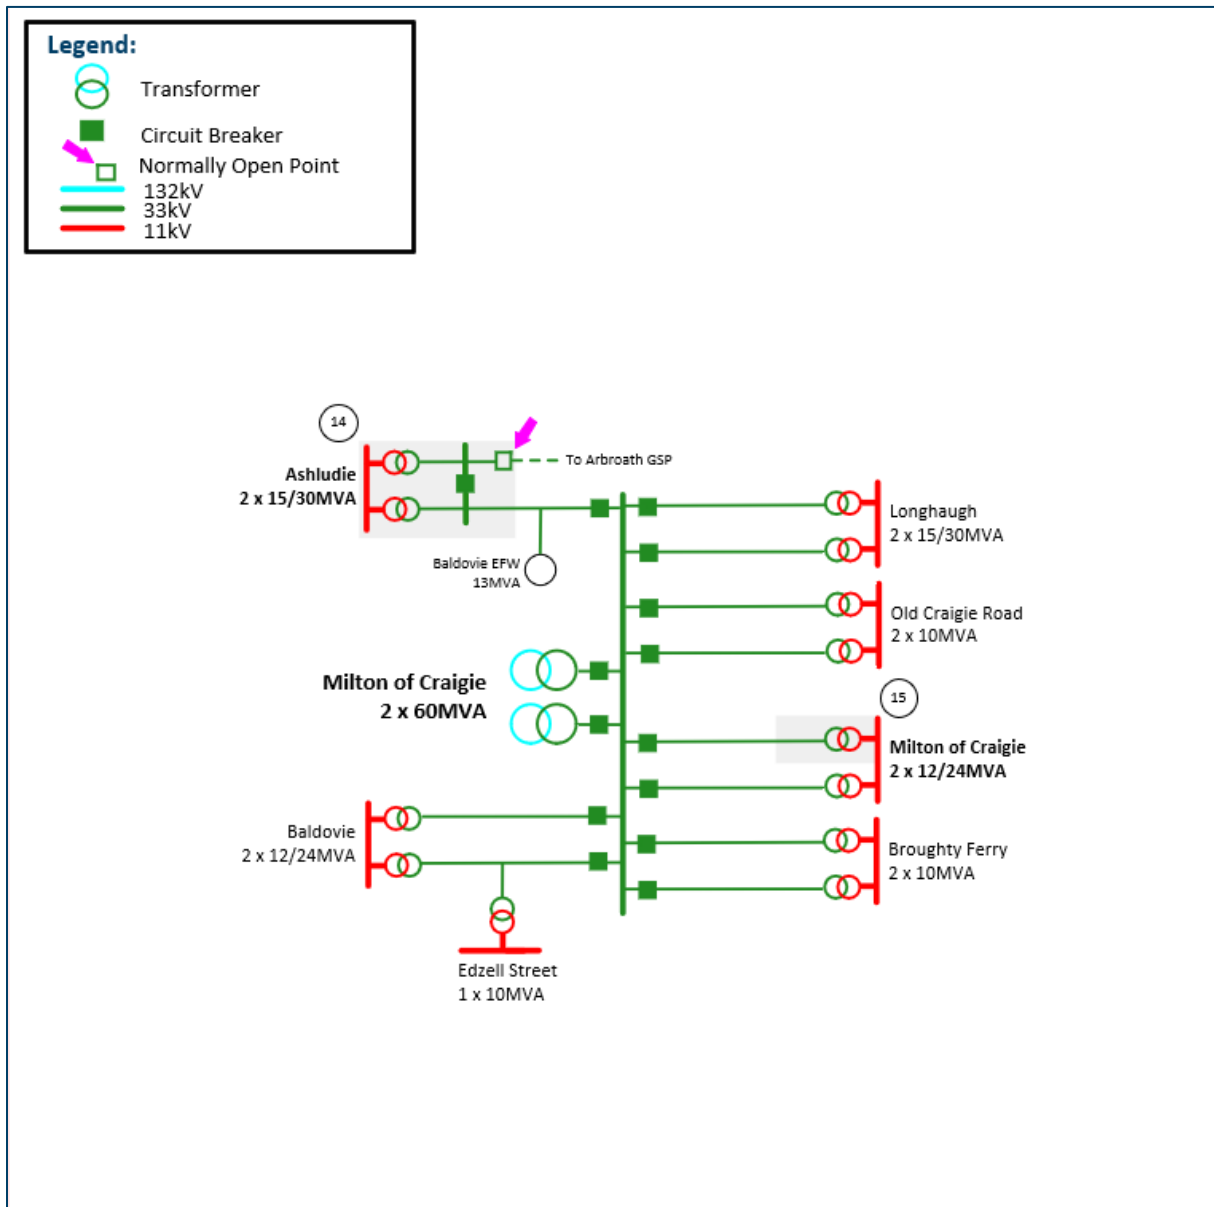 Legend:
Transformer
Circuit Breaker
Normally Open Point
132kV
33kV
11kV
14
Ashludie
2 x 15/30MVA
To Arbroath GSP
Baldovie EFW
13MVA
Longhaugh
2 x 15/30MVA
Old Craigie Road
2 x 10MVA
Milton of Craigie
2 x 60MVA
15
Milton of Craigie
2 x 12/24MVA
Baldovie
2 x 12/24MVA
Broughty Ferry
2 x 10MVA
Edzell Street
1 x 10MVA